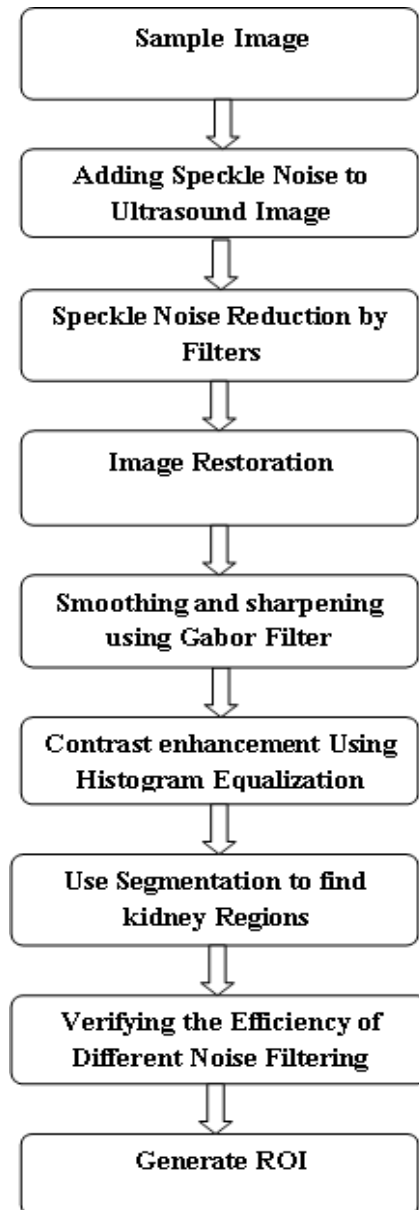 Sample Image
Adding Speckle Noise to
Ultrasound Image
Speckle Noise Reduction by
Filters
Image Restoration
Smoothing and sharpening
using Gabor Filter
Contrast enhancement Using
Histogram Equalization
Use Segmentation to find
kidney Regions
Verifying the Efficiency of
Different Noise Filtering
Generate ROI